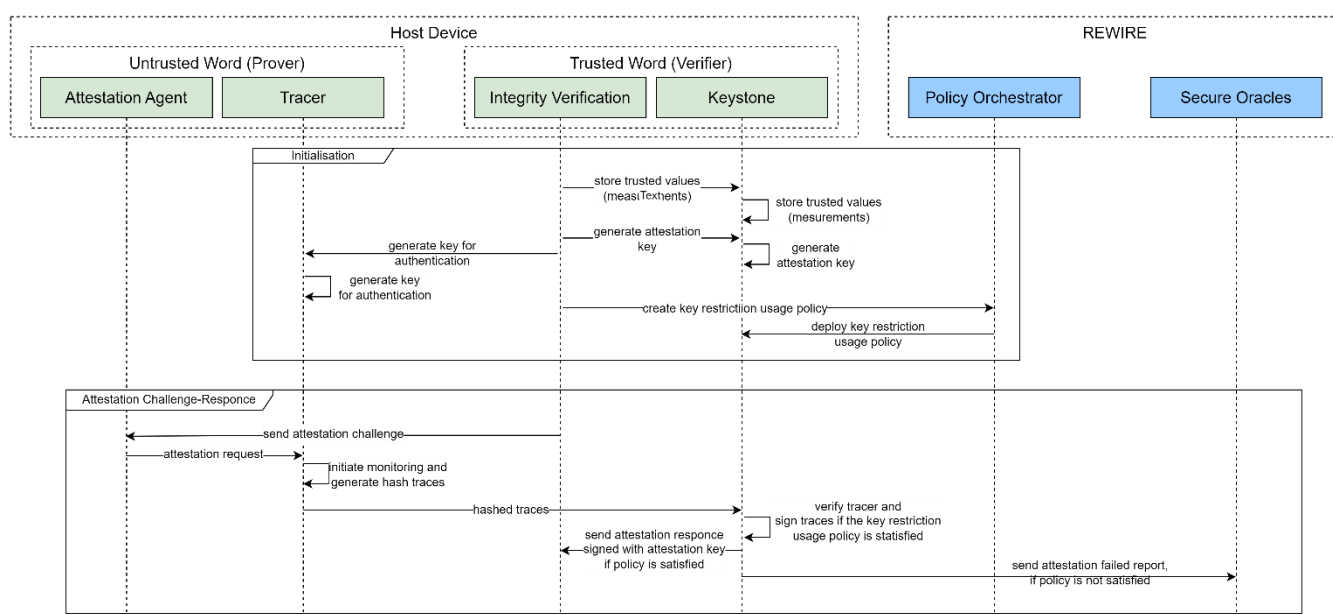 Host Device
REWIRE
Untrusted Word (Prover)
Trusted Word (Verifier)
Attestation Agent
Tracer
Integrity Verification
Keystone
Policy Orchestrator
Secure Oracles
Initialisation
store trusted values
(measuTexthents)
store trusted values
(mesurements)
generate attestation
key
generate key for
authentication
generate
attestation key
generate key
for authentication
create key restriction usage policy
deploy key restriction
usage policy
Attestation Challenge-Responce
send attestation challenge
attestation request
initiate monitoring and
generate hash traces
hashed traces
verify tracer and
sign traces if the key restriction
usage policy is statisfied
send attestation responce
signed with attestation key
if policy is satisfied
send attestation failed report,
if policy is not satisfied